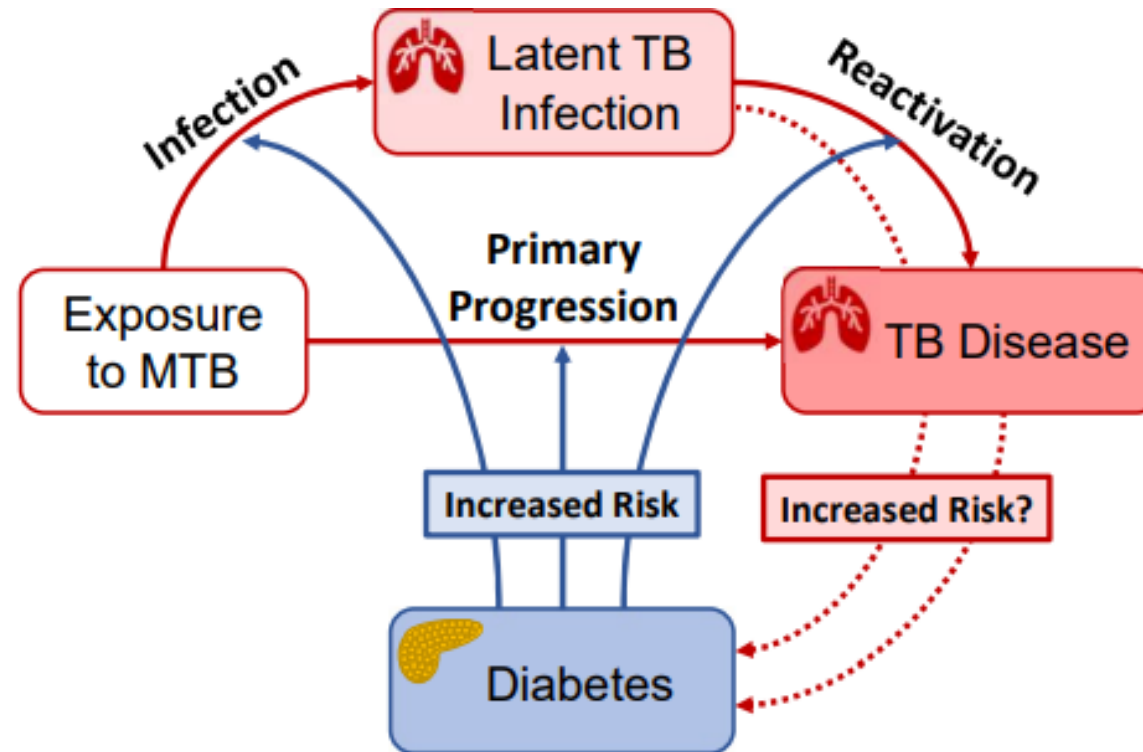 Infection
Latent TB
Infection
Reactivation
Primary
Progression
Exposure
to MTB
TB Disease
Increased Risk
Increased Risk?
Diabetes